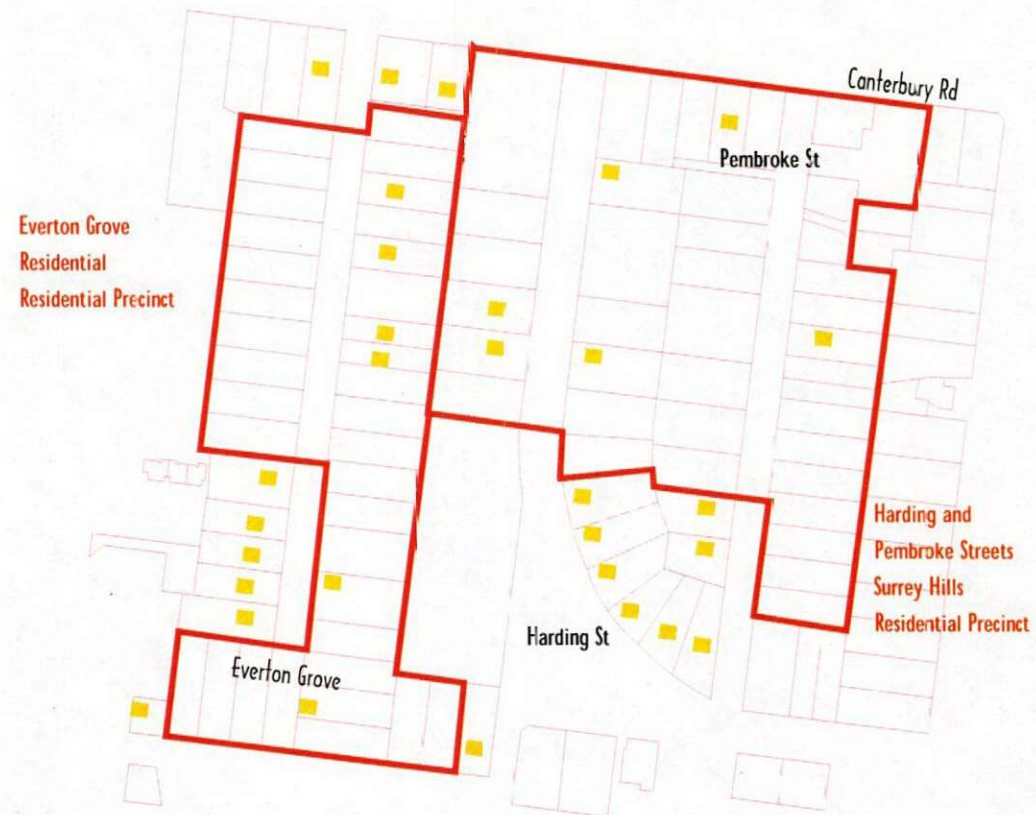 Canterbury Rd
Pembroke St
Everton Grove
Residential
Residential Precinct
Harding and
Pembroke Streets
Surrey Hills
Residential Precinct
Harding St
Everton Grove